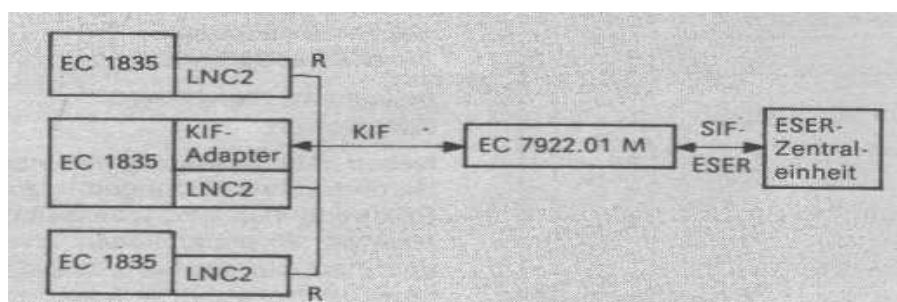 EC 1835
LNC2
R
EC 1835
KIF-
Adapter
LNC2
KIF
EC 7922.01 M
SIF-
ESER
ESER-
Zentral-
einheit
EC 1835
LNC2
R